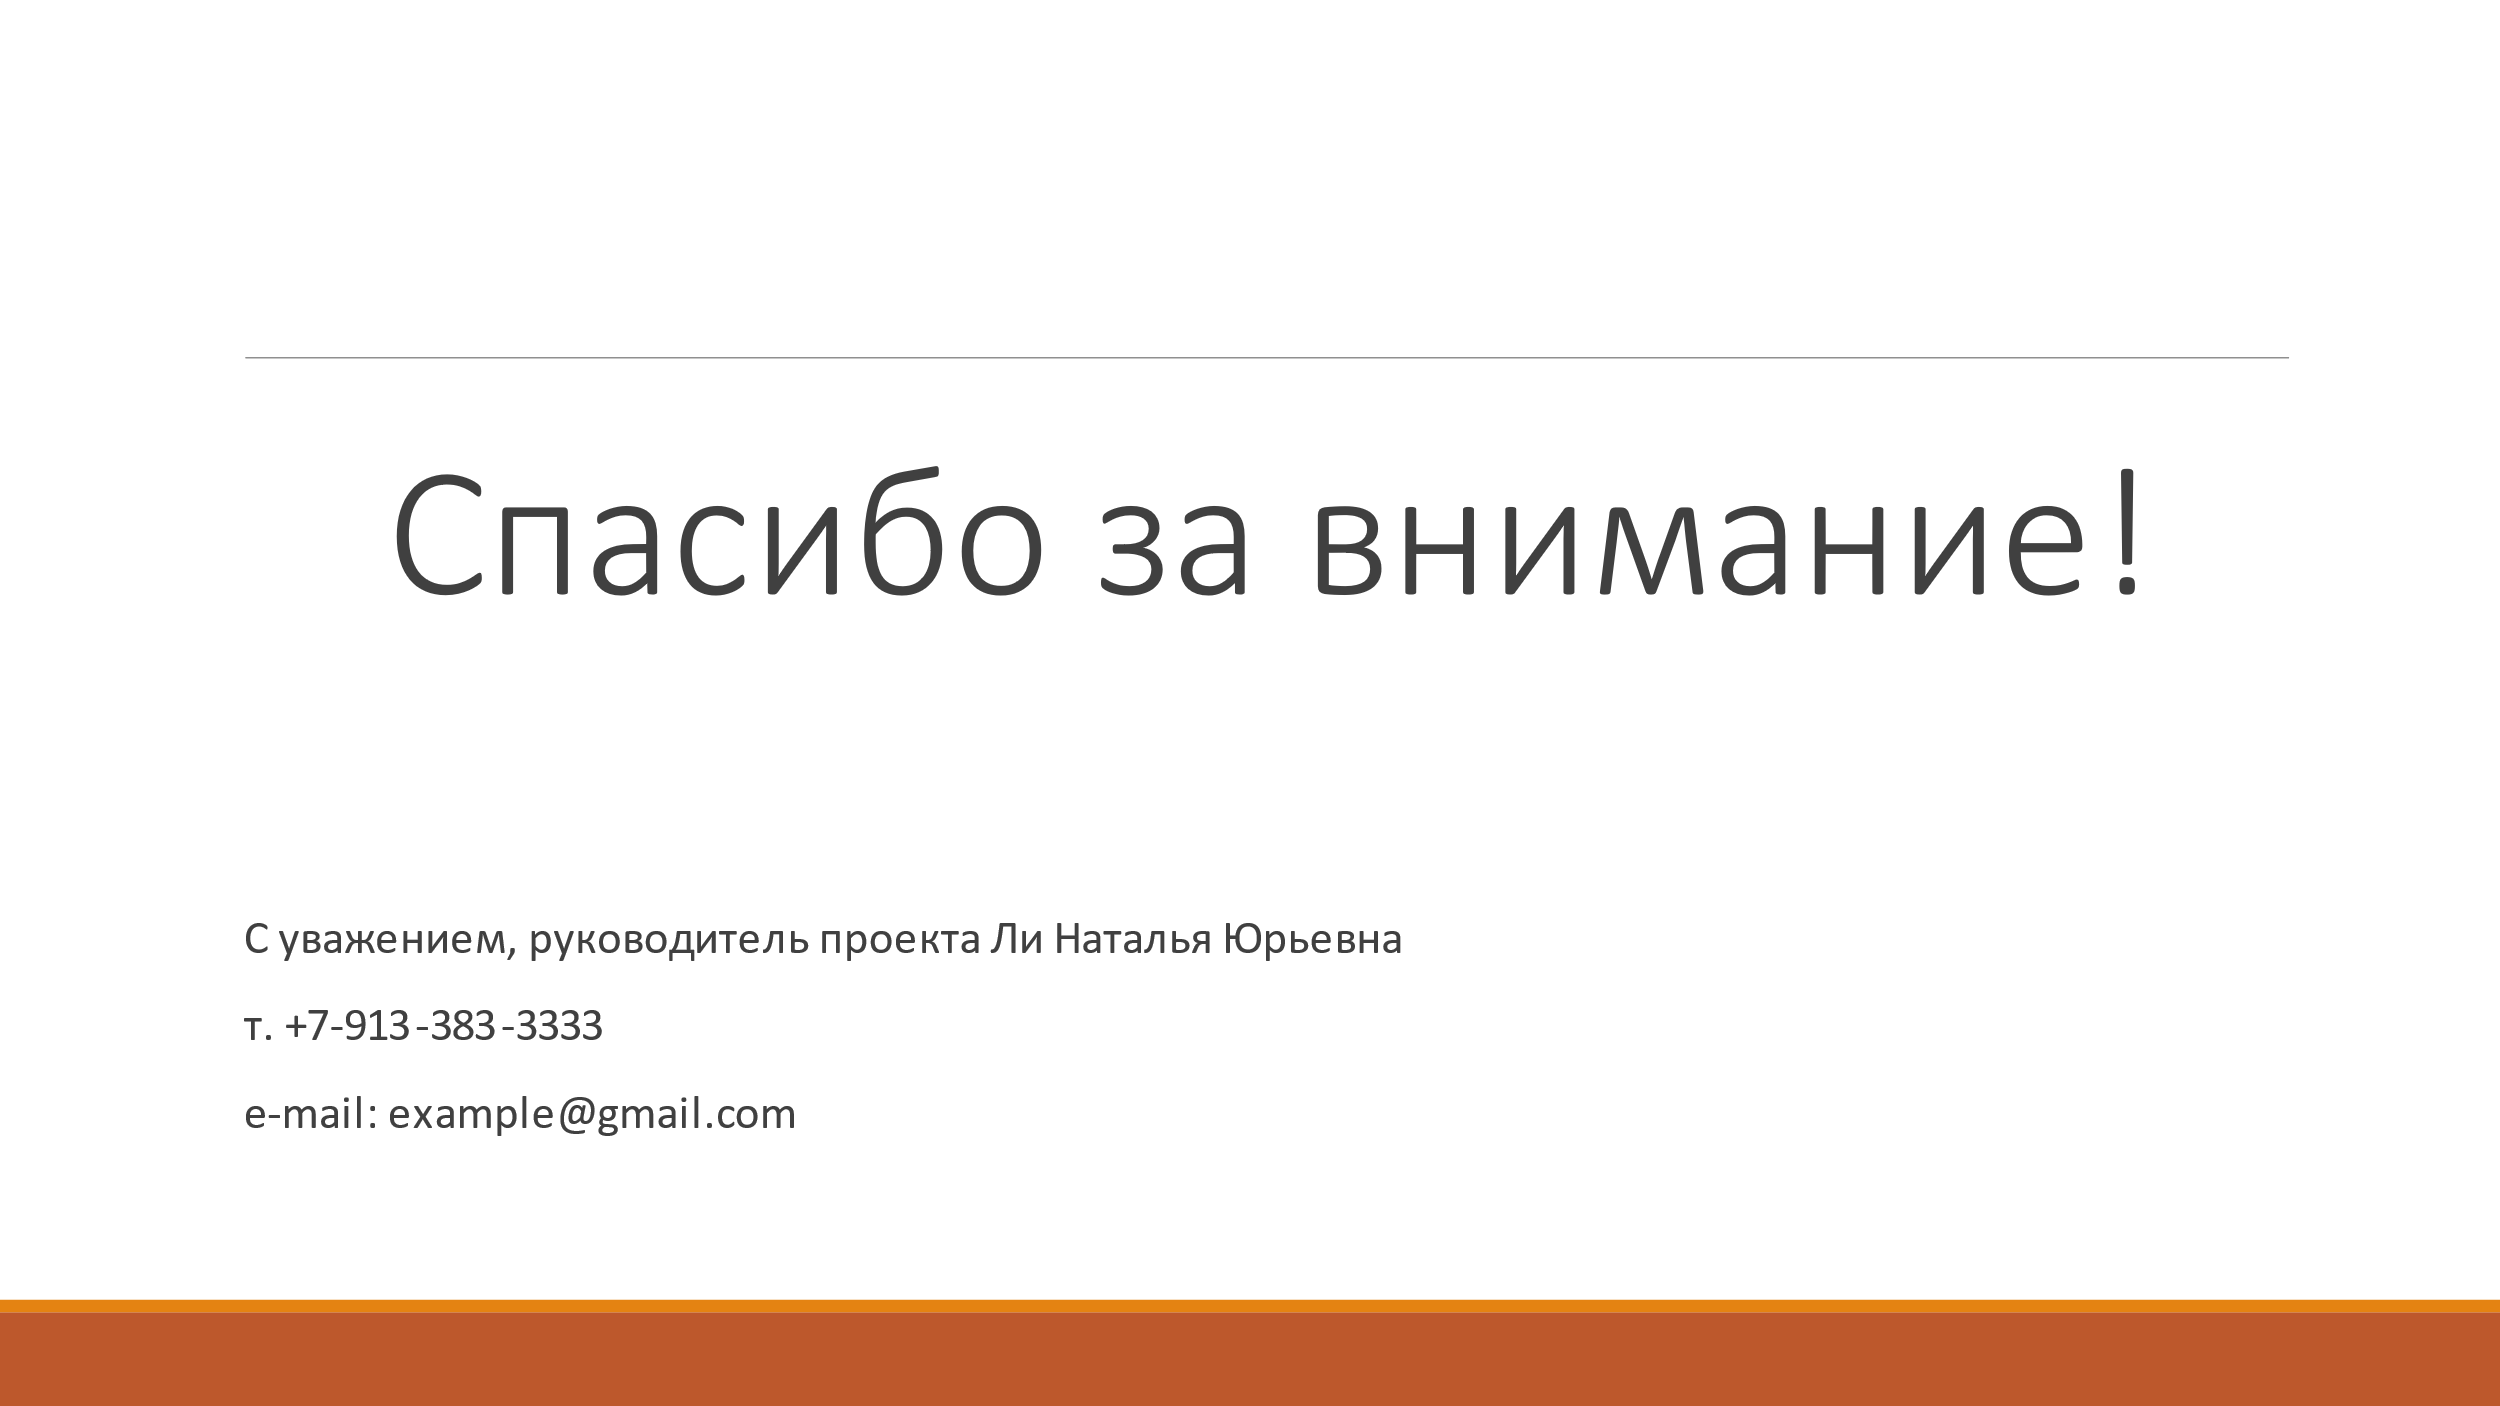 Спасибо за внимание!
С уважением, руководитель проекта Ли Наталья Юрьевна
т. +7-913-383-3333
e-mail: example@gmail.com